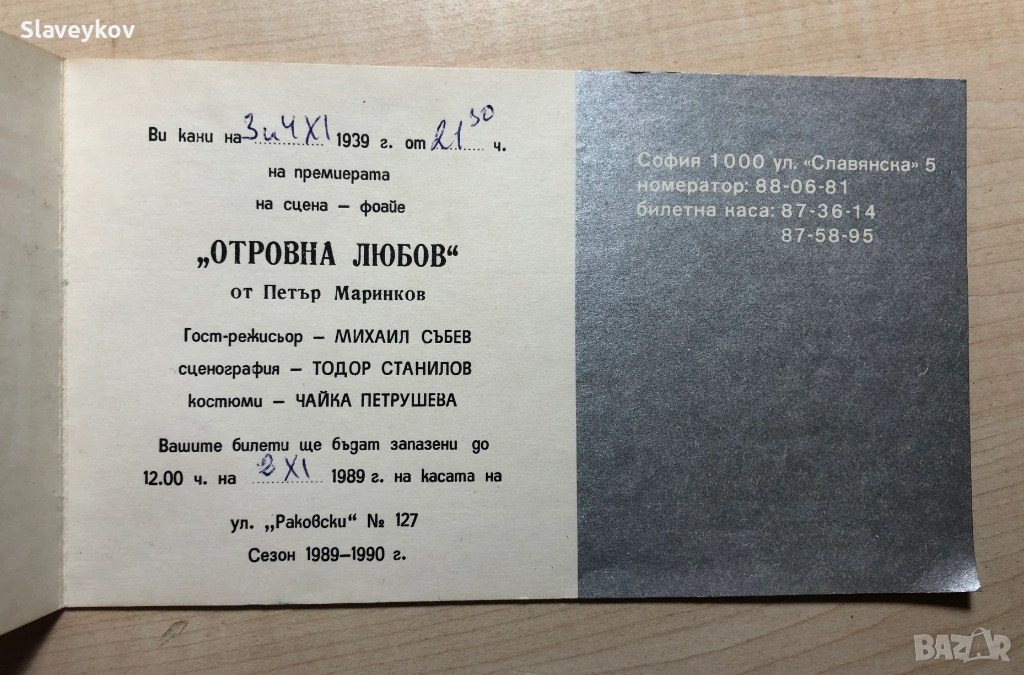 Slaveykov
Ви кани на 3 и 4 XI 1939 г. от 21 30 ч.
на премиерата
на сцена – фоайе
„ОТРОВНА ЛЮБОВ“
от Петър Маринков
Гост-режисьор – МИХАИЛ СЪБЕВ
сценография – ТОДОР СТАНИЛОВ
костюми – ЧАЙКА ПЕТРУШЕВА
Вашите билети ще бъдат запазени до
12.00 ч. на 2 XI 1989 г. на касата на
ул. „Раковски“ № 127
Сезон 1989–1990 г.
София 1000 ул. «Славянска» 5
номератор: 88-06-81
билетна каса: 87-36-14
87-58-95
BAZAR